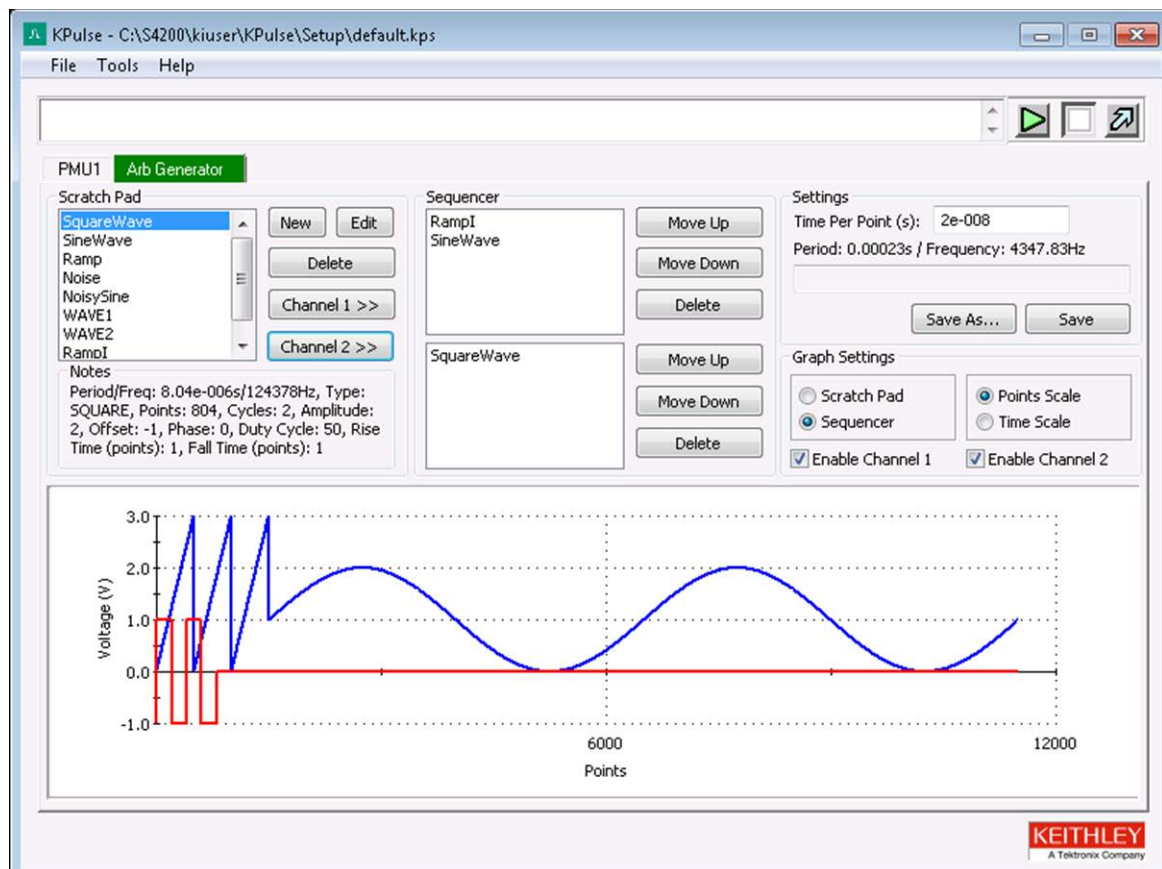 KPulse - C:\S4200\kiuser\KPulse\Setup\default.kps
File Tools Help
PMU1 Arb Generator
Scratch Pad
SquareWave
SineWave
Ramp
Noise
NoisySine
WAVE1
WAVE2
RampI
New Edit
Delete
Channel 1 >>
Channel 2 >>
Notes
Period/Freq: 8.04e-006s/124378Hz, Type:
SQUARE, Points: 804, Cycles: 2, Amplitude:
2, Offset: -1, Phase: 0, Duty Cycle: 50, Rise
Time (points): 1, Fall Time (points): 1
Sequencer
RampI
SineWave
Move Up
Move Down
Delete
SquareWave
Move Up
Move Down
Delete
Settings
Time Per Point (s): 2e-008
Period: 0.00023s / Frequency: 4347.83Hz
Save As... Save
Graph Settings
Scratch Pad
Sequencer
Points Scale
Time Scale
Enable Channel 1 Enable Channel 2
Voltage (V)
3.0
2.0
1.0
0.0
-1.0
6000 12000
Points
KEITHLEY
A Tektronix Company